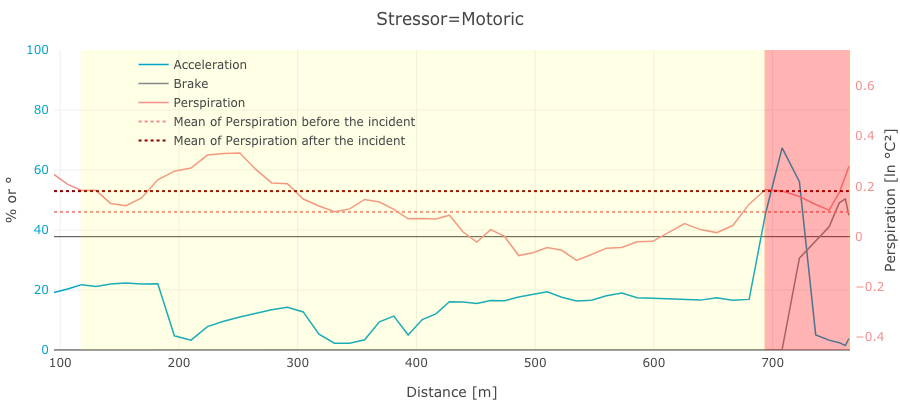 Stressor=Motoric
100
80
60
40
20
0
% or °
Acceleration
Brake
Perspiration
Mean of Perspiration before the incident
Mean of Perspiration after the incident
0.6
0.4
0.2
0
−0.2
−0.4
Perspiration [ln °C²]
100
200
300
400
500
600
700
Distance [m]